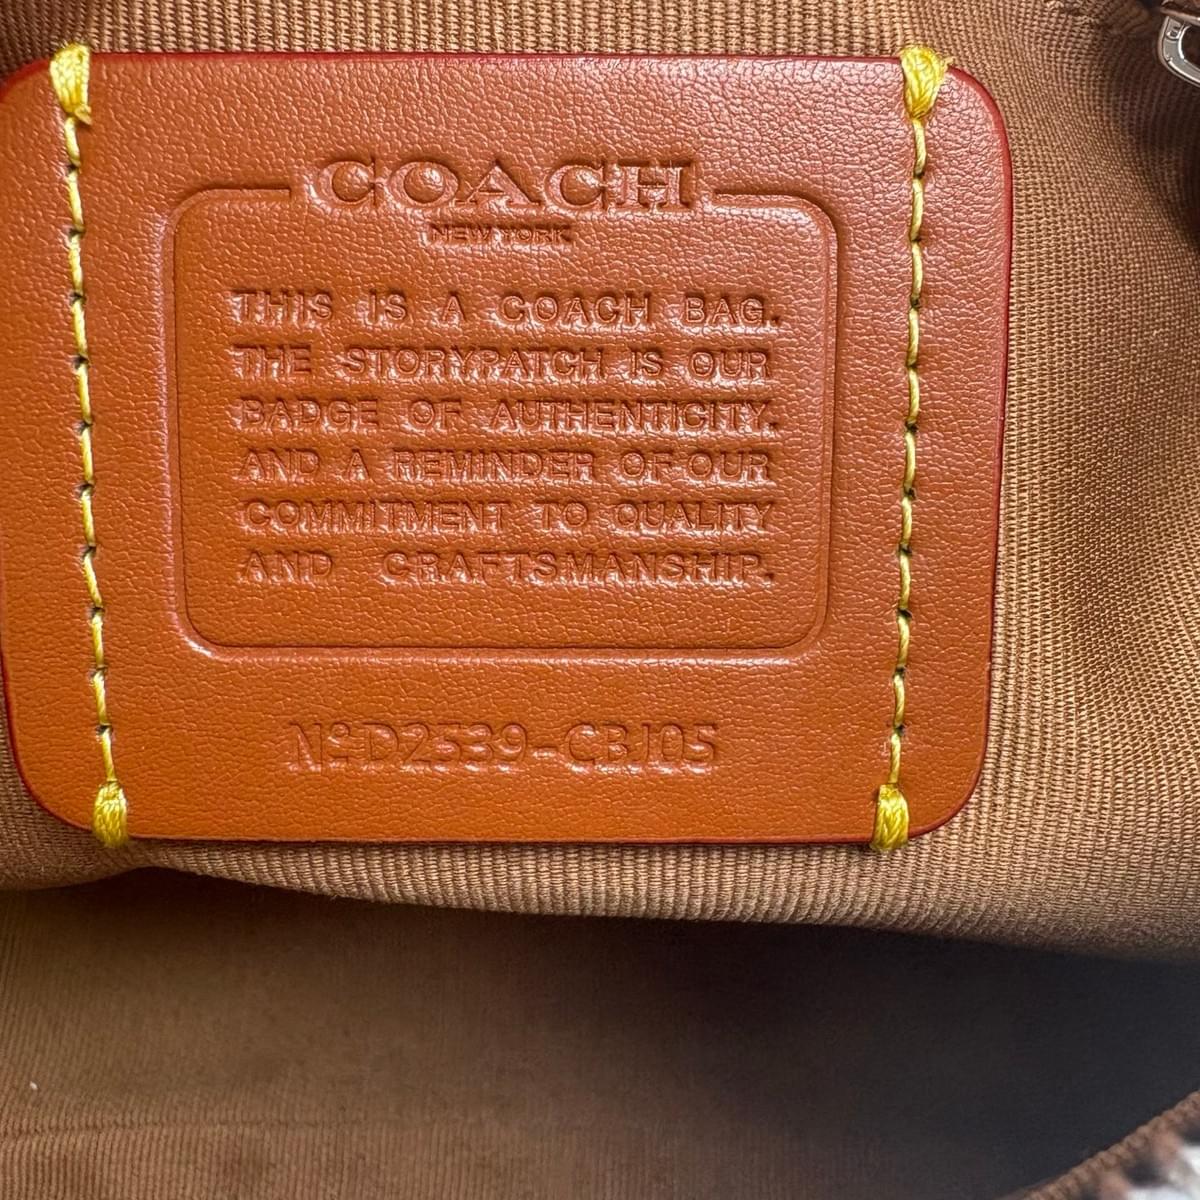 COACH
NEW YORK
THIS IS A COACH BAG.
THE STORYPATCH IS OUR
BADGE OF AUTHENTICITY.
AND A REMINDER OF OUR
COMMITMENT TO QUALITY
AND CRAFTSMANSHIP.
Nº D2539-CBJ05